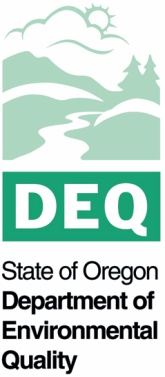 DEQ
State of Oregon
Department of
Environmental
Quality